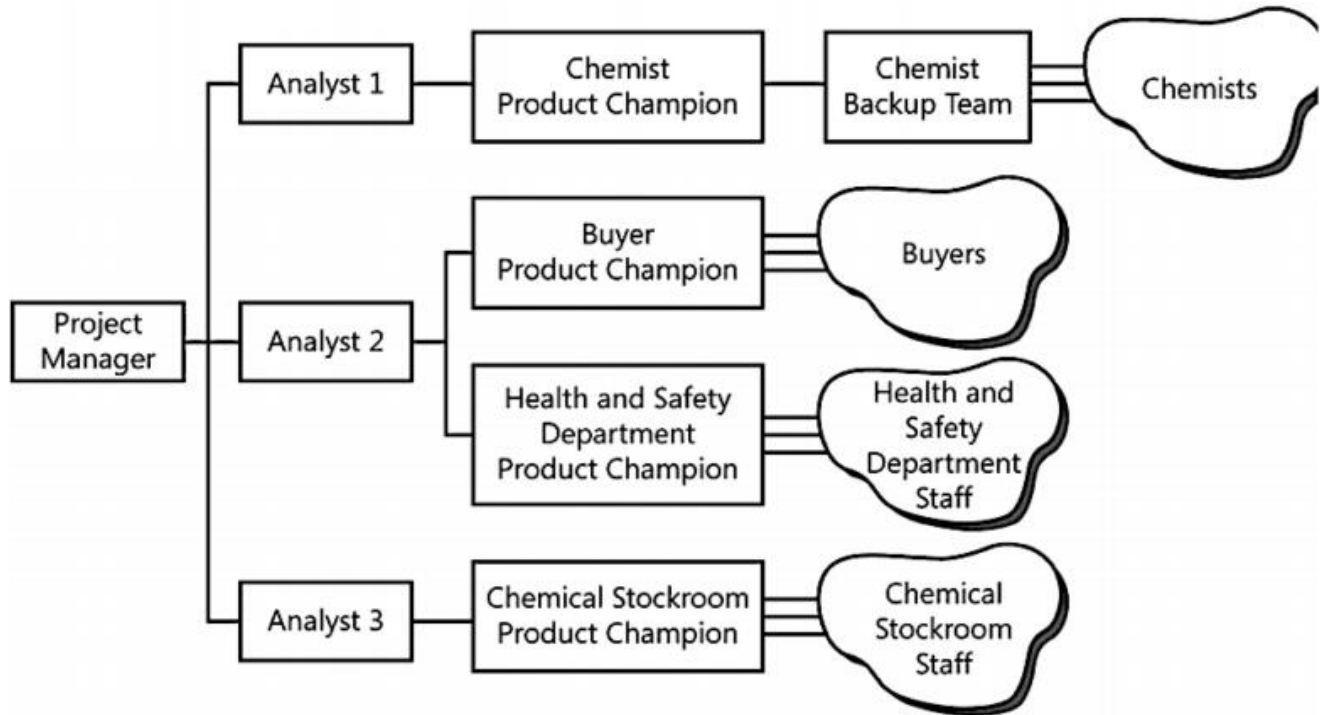 Project
Manager
Analyst 1
Chemist
Product Champion
Chemist
Backup Team
Chemists
Analyst 2
Buyer
Product Champion
Buyers
Health and Safety
Department
Product Champion
Health and
Safety
Department
Staff
Analyst 3
Chemical Stockroom
Product Champion
Chemical
Stockroom
Staff